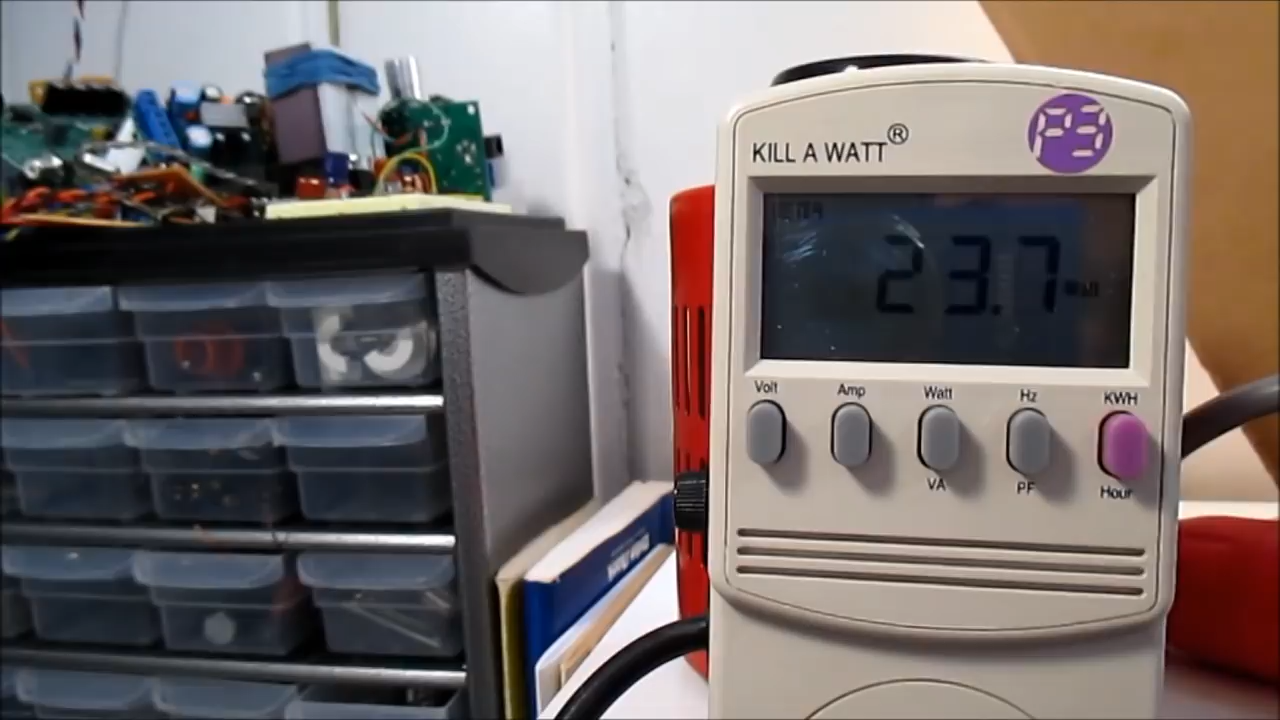 KILL A WATT®
P3
23.7
Volt Amp Watt Hz KWH
VA PF Hour